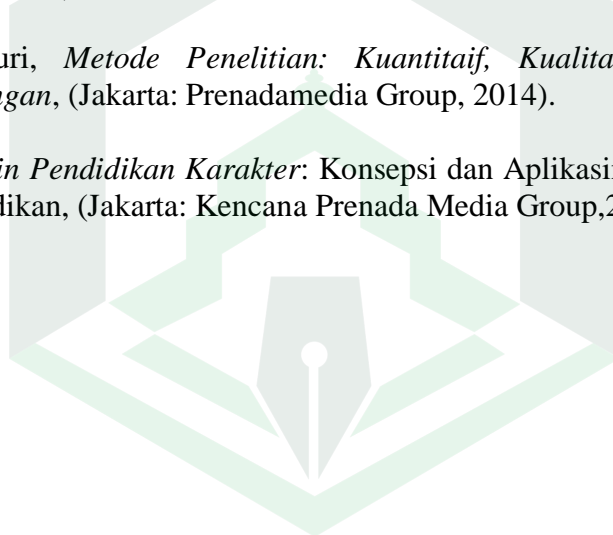 uri, Metode Penelitian: Kuantitaif, Kualita
ngan, (Jakarta: Prenadamedia Group, 2014).
in Pendidikan Karakter: Konsepsi dan Aplikasi
dikan, (Jakarta: Kencana Prenada Media Group,2